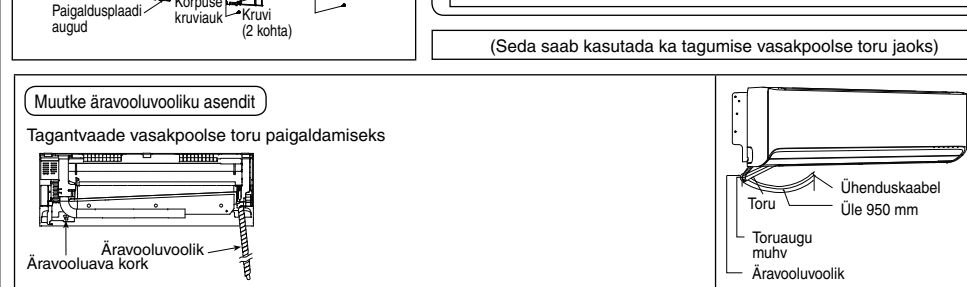 Paigaldusplaadi
augud
Korpuse
kruviauk
Kruvi
(2 kohta)
(Seda saab kasutada ka tagumise vasakpoolse toru jaoks)
Muutke äravooluvooliku asendit
Tagantvaade vasakpoolse toru paigaldamiseks
Äravooluvoolik
Äravooluava kork
Toru
Ühenduskaabel
Üle 950 mm
Toruaugu
muhv
Äravooluvoolik